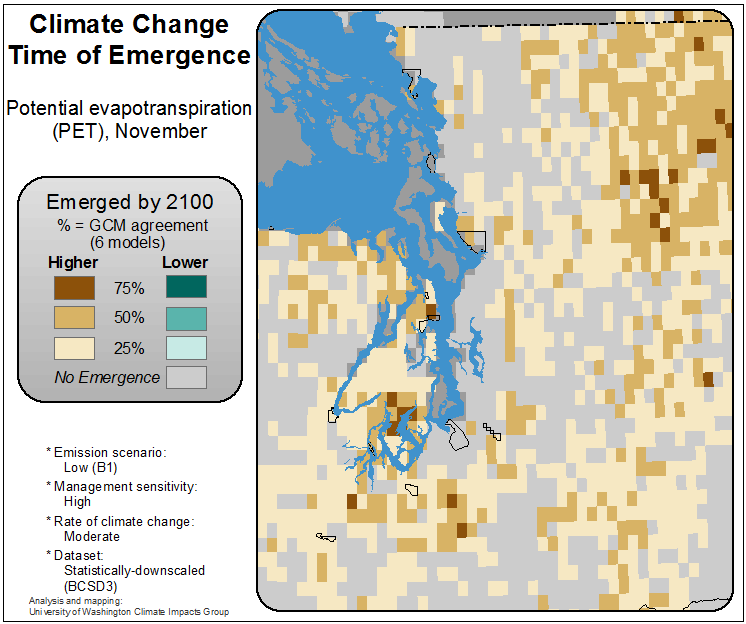 Climate Change
Time of Emergence
Potential evapotranspiration
(PET), November
Emerged by 2100
% = GCM agreement
(6 models)
Higher Lower
75%
50%
25%
No Emergence
* Emission scenario:
Low (B1)
* Management sensitivity:
High
* Rate of climate change:
Moderate
* Dataset:
Statistically-downscaled
(BCSD3)
Analysis and mapping:
University of Washington Climate Impacts Group